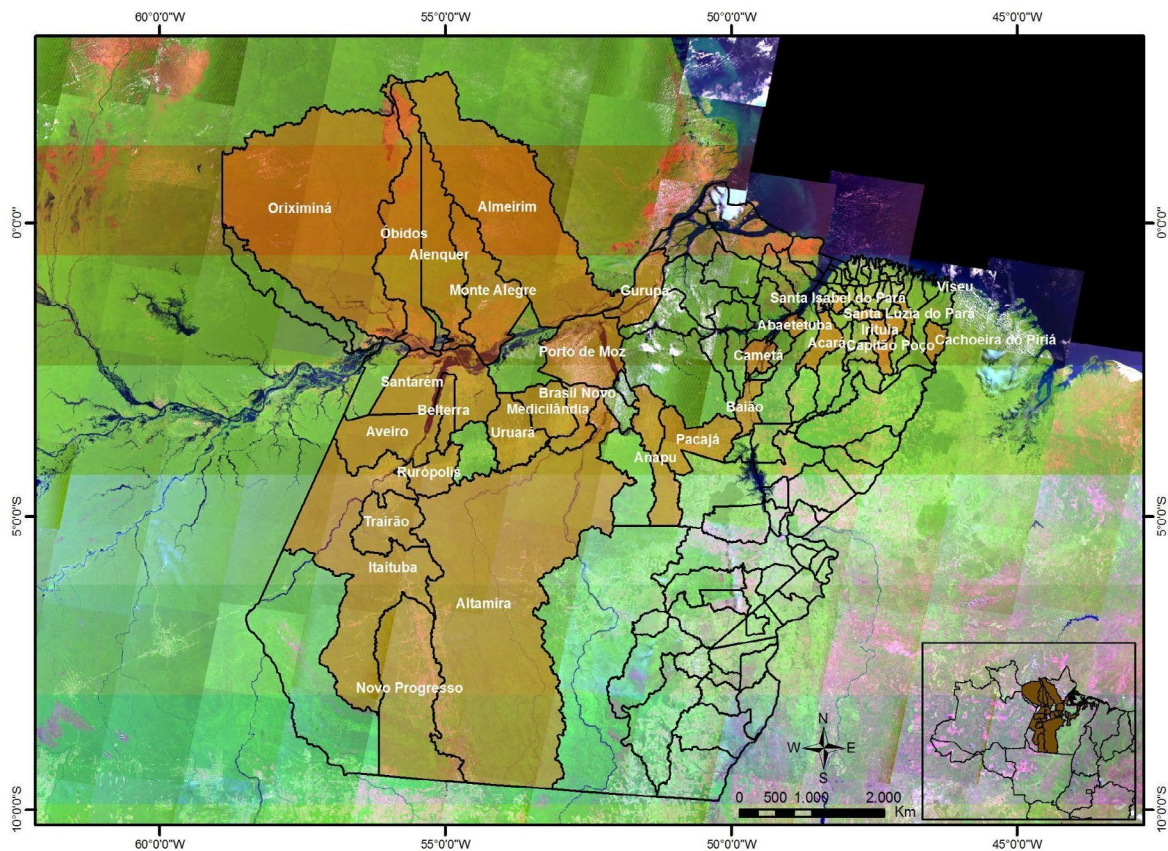 60°0'0"W 55°0'0"W 50°0'0"W 45°0'0"W
0°0'0"
0°0'0"
Oriximiná
Almeirim
Óbidos
Alenquer
Monte Alegre
Gurupá
Viseu
Santa Isabel do Pará
Santa Luzia do Pará
Abaetetuba
Irituia
Acará
Capitão Poço
Cachoeira do Piriá
Porto de Moz
Cametá
Santarém
Brasil Novo
Belterra
Medicilândia
Baião
Aveiro
Uruará
Pacajá
Anapu
Rurópolis
5°0'0"S
5°0'0"S
Trairão
Itaituba
Altamira
Novo Progresso
N
W E
S
0 500 1.000 2.000
Km
10°0'0"S
10°0'0"S
60°0'0"W 55°0'0"W 50°0'0"W 45°0'0"W